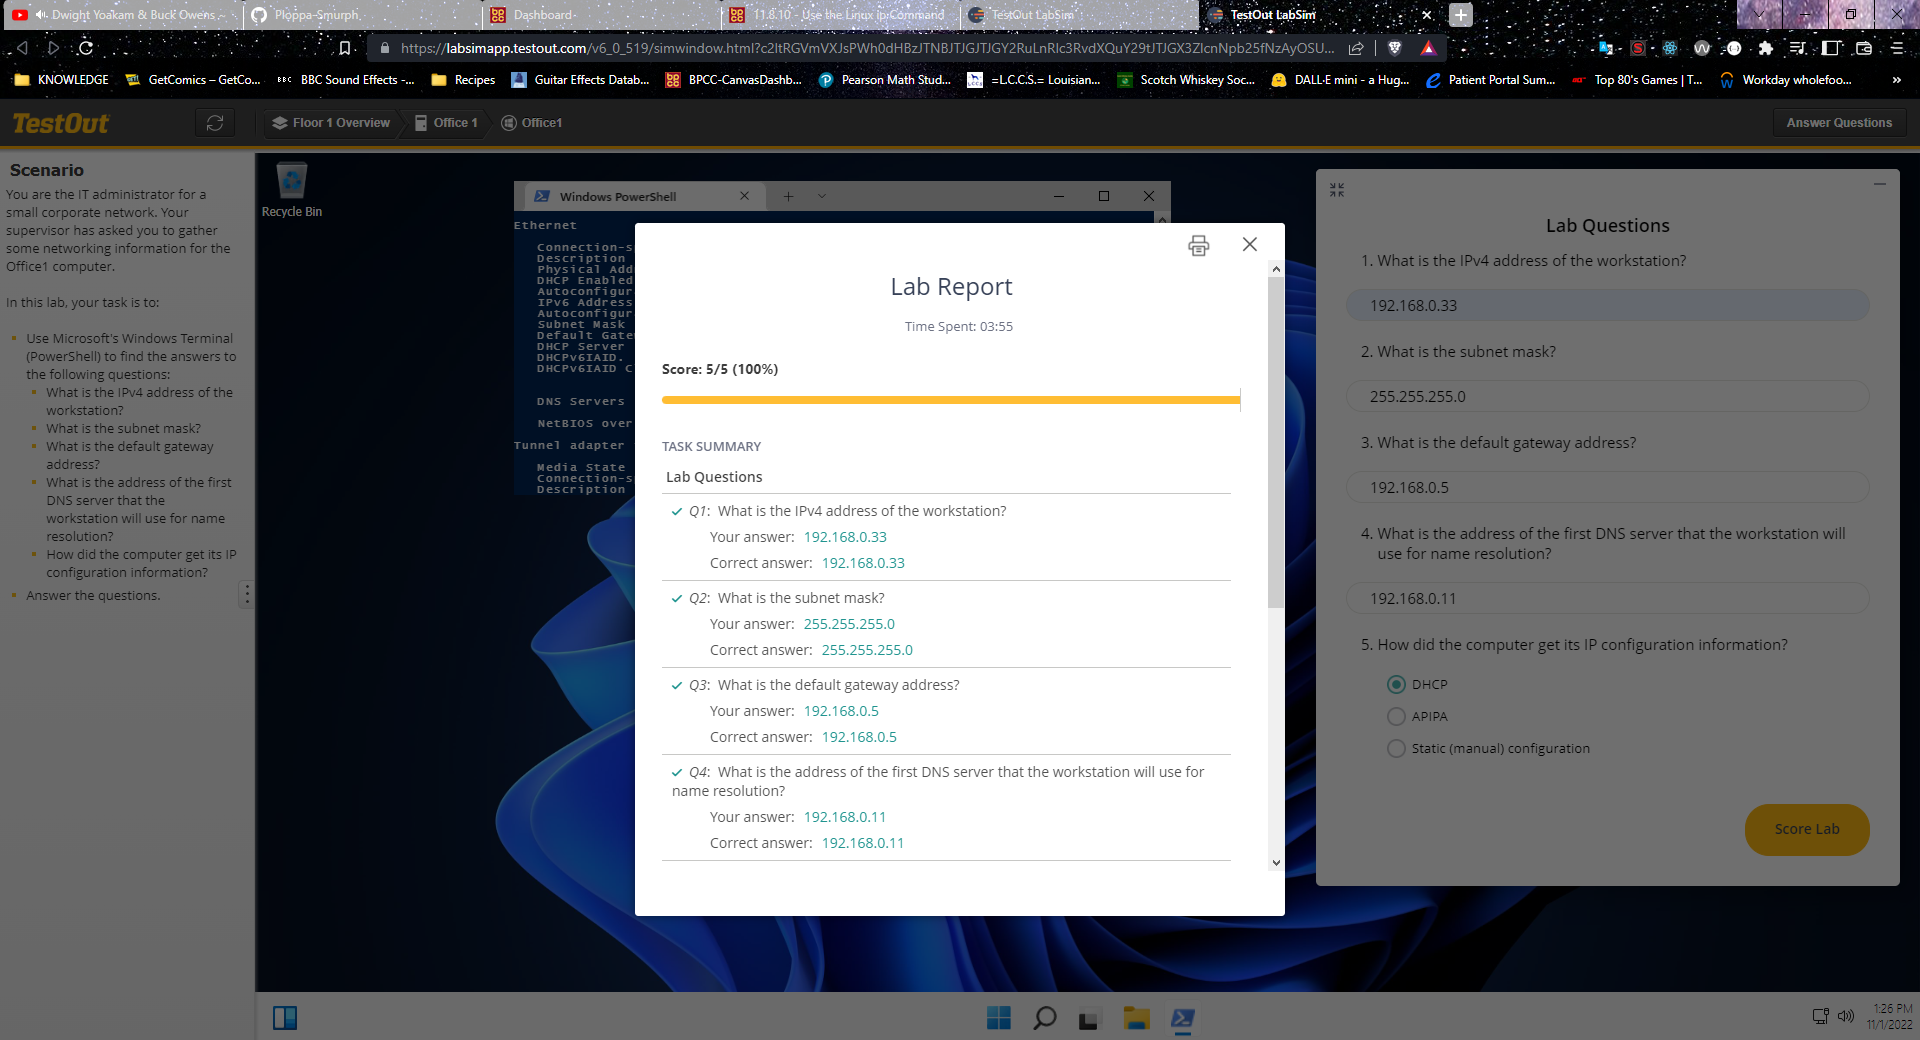 Dwight Yoakam & Buck Owens -
Ploppa-Smurph
Dashboard
11.8.10 - Use the Linux ip Command
TestOut LabSim
TestOut LabSim
https://labsimapp.testout.com/v6_0_519/simwindow.html?
KNOWLEDGE
GetComics – GetCo...
BBC BBC Sound Effects -...
Recipes
Guitar Effects Datab...
BPCC-CanvasDashb...
Pearson Math Stud...
=L.C.C.S.= Louisian...
Scotch Whiskey Soc...
DALL·E mini - a Hug...
Patient Portal Sum...
Top 80's Games | T...
Workday wholefoo...
»
TestOut
Floor 1 Overview
Office 1
Office1
Answer Questions
Scenario
You are the IT administrator for a
small corporate network. Your
supervisor has asked you to gather
some networking information for the
Office1 computer.
In this lab, your task is to:
Use Microsoft's Windows Terminal
(PowerShell) to find the answers to
the following questions:
What is the IPv4 address of the
workstation?
What is the subnet mask?
What is the default gateway
address?
What is the address of the first
DNS server that the
workstation will use for name
resolution?
How did the computer get its IP
configuration information?
Answer the questions.
Recycle Bin
Windows PowerShell
Ethernet
Connection-s
Description
Physical Add
DHCP Enabled
Autoconfigur
IPv6 Address
Autoconfigur
Subnet Mask
Default Gate
DHCP Server
DHCPv6IAID.
DHCPv6IAID C
DNS Servers
NetBIOS over
Tunnel adapter
Media State
Connection-s
Description
Lab Report
Time Spent: 03:55
Score: 5/5 (100%)
TASK SUMMARY
Lab Questions
Q1: What is the IPv4 address of the workstation?
Your answer: 192.168.0.33
Correct answer: 192.168.0.33
Q2: What is the subnet mask?
Your answer: 255.255.255.0
Correct answer: 255.255.255.0
Q3: What is the default gateway address?
Your answer: 192.168.0.5
Correct answer: 192.168.0.5
Q4: What is the address of the first DNS server that the workstation will use for
name resolution?
Your answer: 192.168.0.11
Correct answer: 192.168.0.11
Lab Questions
1. What is the IPv4 address of the workstation?
192.168.0.33
2. What is the subnet mask?
255.255.255.0
3. What is the default gateway address?
192.168.0.5
4. What is the address of the first DNS server that the workstation will
use for name resolution?
192.168.0.11
5. How did the computer get its IP configuration information?
DHCP
APIPA
Static (manual) configuration
Score Lab
1:26 PM
11/1/2022